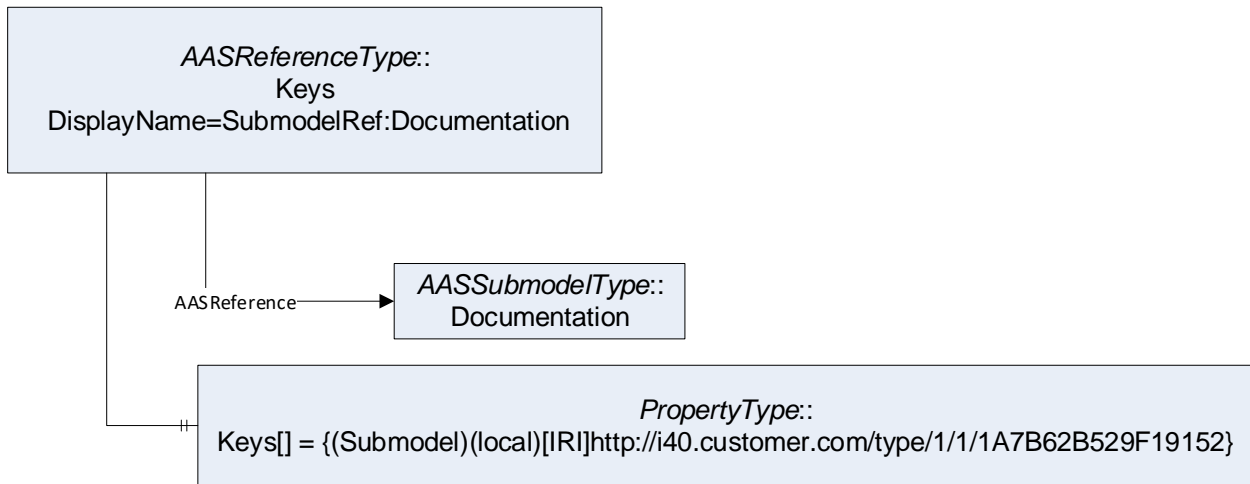 AASReferenceType::
Keys
DisplayName=SubmodelRef:Documentation
AASReference
AASSubmodelType::
Documentation
PropertyType::
Keys[] = {(Submodel)(local)[IRI]http://i40.customer.com/type/1/1/1A7B62B529F19152}